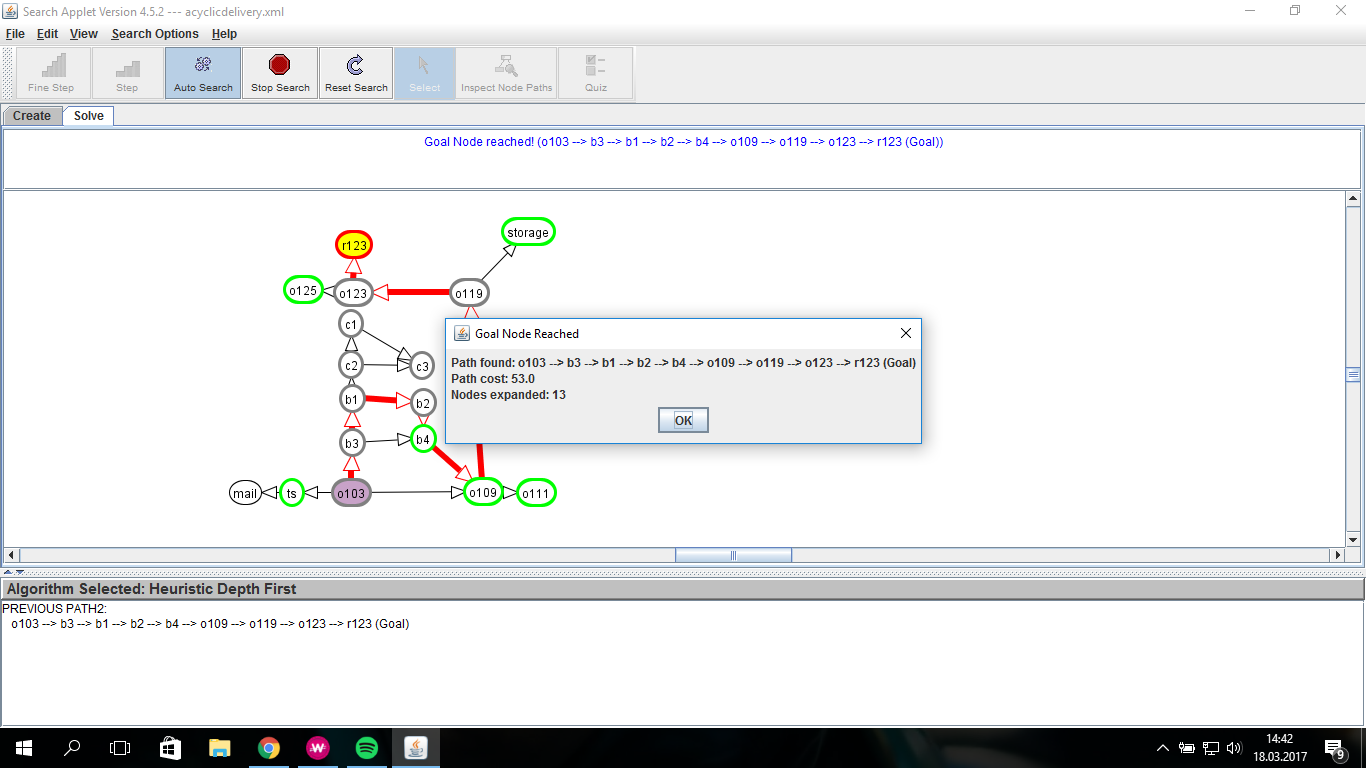 Search Applet Version 4.5.2 --- acyclicdelivery.xml
File Edit View Search Options Help
Fine Step Step Auto Search Stop Search Reset Search Select Inspect Node Paths Quiz
Create Solve
Goal Node reached! (o103 --> b3 --> b1 --> b2 --> b4 --> o109 --> o119 --> o123 --> r123 (Goal))
storage
r123
o125 o123 o119
c1
c2 c3
b1 b2
b3 b4
mail ts o103 o109 o111
Goal Node Reached
Path found: o103 --> b3 --> b1 --> b2 --> b4 --> o109 --> o119 --> o123 --> r123 (Goal)
Path cost: 53.0
Nodes expanded: 13
OK
Algorithm Selected: Heuristic Depth First
PREVIOUS PATH2:
o103 --> b3 --> b1 --> b2 --> b4 --> o109 --> o119 --> o123 --> r123 (Goal)
14:42
18.03.2017
9